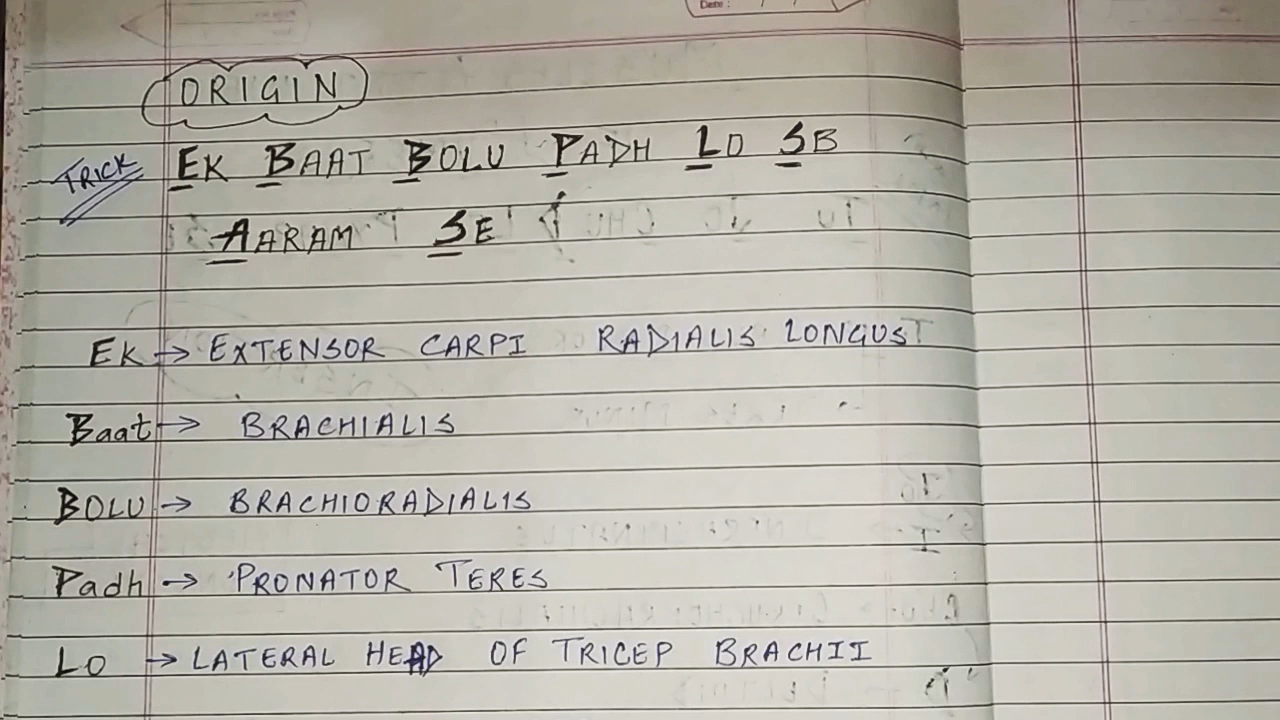 Date :
ORIGIN
TRICK EK BAAT BOLU PADH LO SB
AARAM SE
EK → EXTENSOR CARPI RADIALIS LONGUS
Baat → BRACHIALIS
BOLU → BRACHIORADIALIS
Padh → PRONATOR TERES
LO → LATERAL HEAD OF TRICEP BRACHII